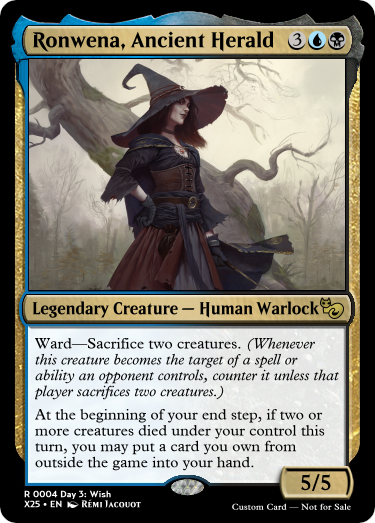 Ronwena, Ancient Herald 3
Legendary Creature — Human Warlock
Ward—Sacrifice two creatures. (Whenever
this creature becomes the target of a spell or
ability an opponent controls, counter it unless that
player sacrifices two creatures.)
At the beginning of your end step, if two or
more creatures died under your control this
turn, you may put a card you own from
outside the game into your hand.
5/5
R 0004 Day 3: Wish
X25 • EN Rémi Jacquot
Custom Card — Not for Sale